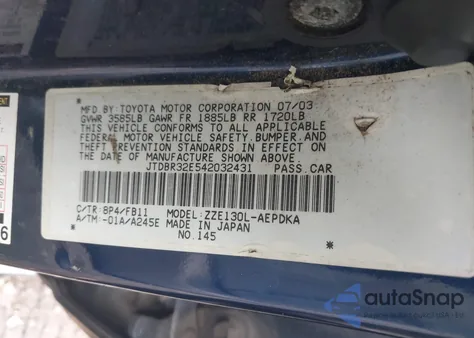 MFD.BY TOYOTA MOTOR CORPORATION 07/03
GVWR 3585LB GAWR FR 1885LB RR 1720LB
THIS VEHICLE CONFORMS TO ALL APPLICABLE
FEDERAL MOTOR VEHICLE SAFETY, BUMPER, AND
THEFT PREVENTION STANDARDS IN EFFECT ON
THE DATE OF MANUFACTURE SHOWN ABOVE.
JTDBR32E542032431 PASS.CAR
C/TR: 8P4/FB11 MODEL: ZZE130L-AEPDKA
A/TM: -01A/A245E MADE IN JAPAN
NO.145
6
autoSnap